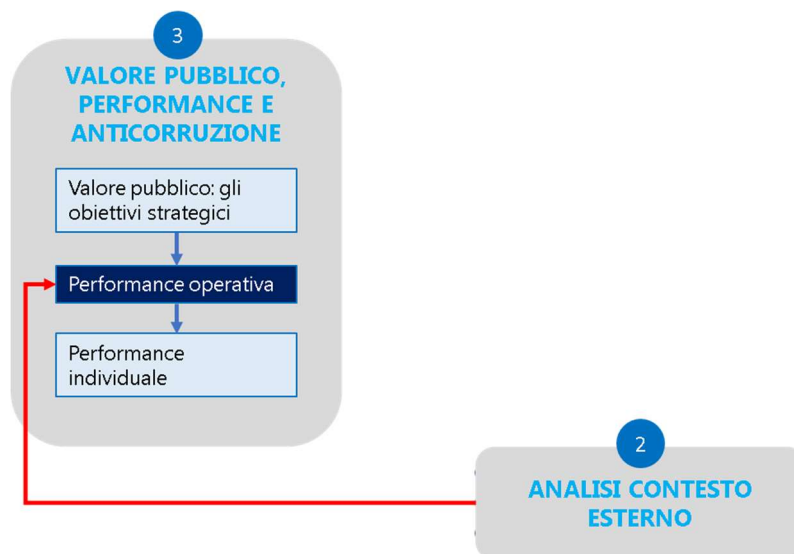 3
VALORE PUBBLICO,
PERFORMANCE E
ANTICORRUZIONE
Valore pubblico: gli
obiettivi strategici
Performance operativa
Performance
individuale
2
ANALISI CONTESTO
ESTERNO